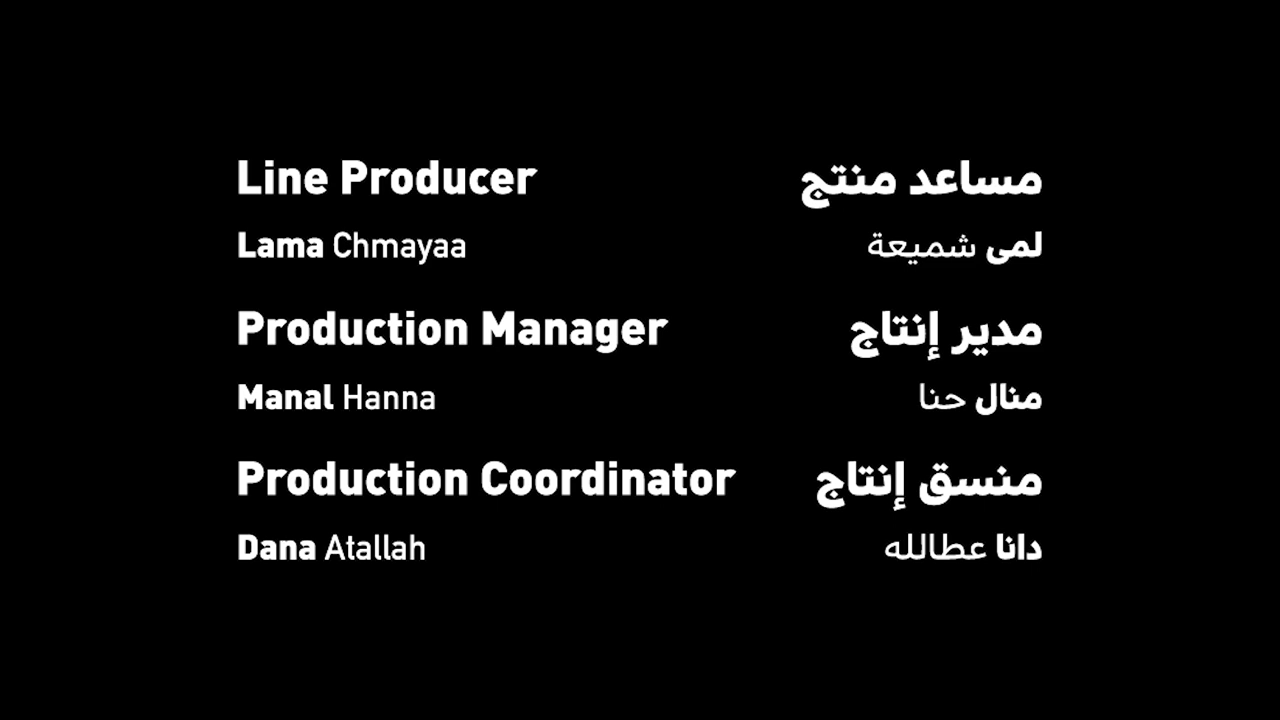 Line Producer مساعد منتج
Lama Chmayaa لمى شميعة
Production Manager مدير إنتاج
Manal Hanna منال حنا
Production Coordinator منسق إنتاج
Dana Atallah دانا عطالله